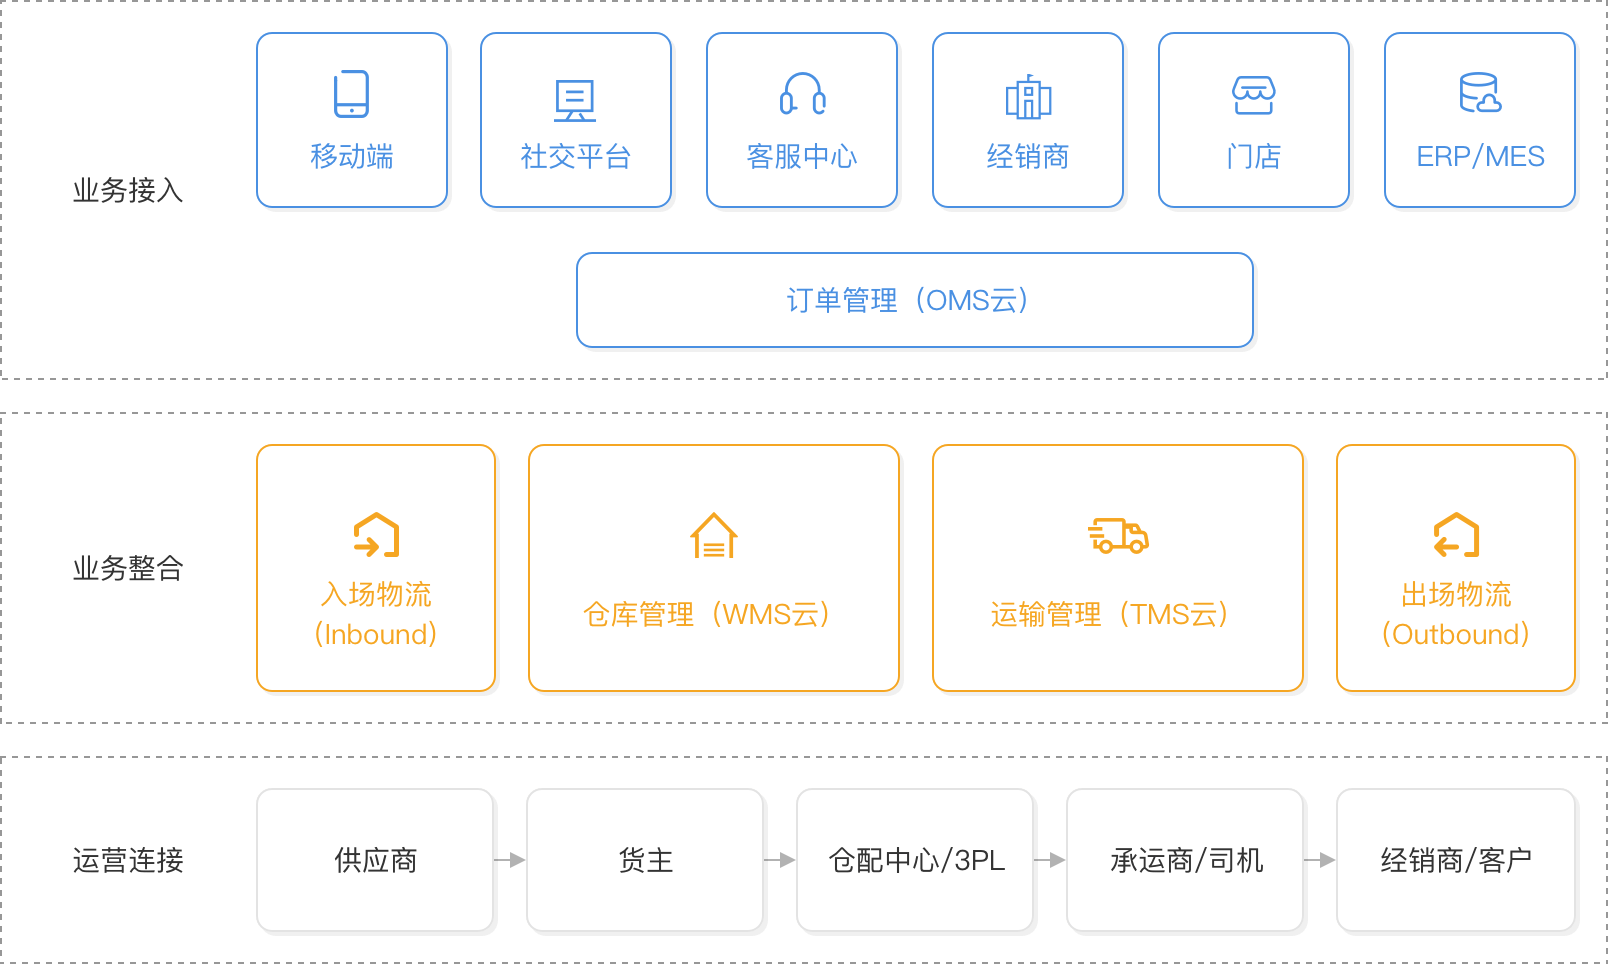 业务接入
移动端
社交平台
客服中心
经销商
门店
ERP/MES
订单管理（OMS云）
业务整合
入场物流
（Inbound）
仓库管理（WMS云）
运输管理（TMS云）
出场物流
（Outbound）
运营连接
供应商
货主
仓配中心/3PL
承运商/司机
经销商/客户